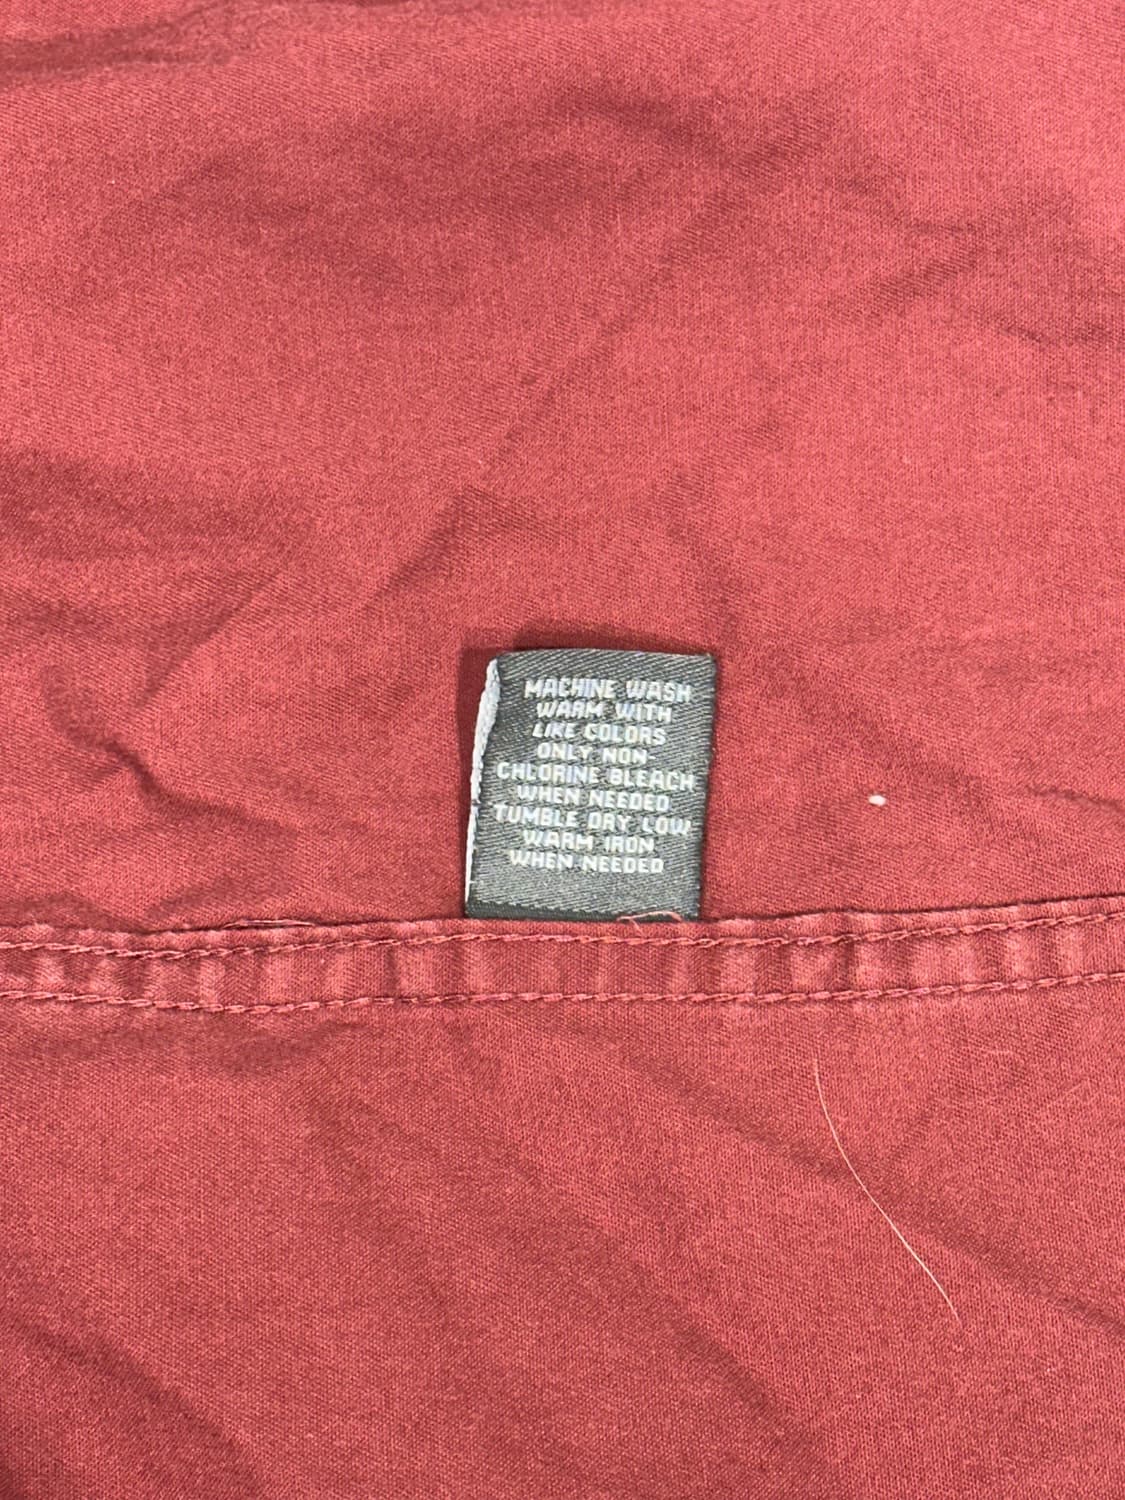 MACHINE WASH
WARM WITH
LIKE COLORS
ONLY NON-
CHLORINE BLEACH
WHEN NEEDED
TUMBLE DRY LOW
WARM IRON
WHEN NEEDED